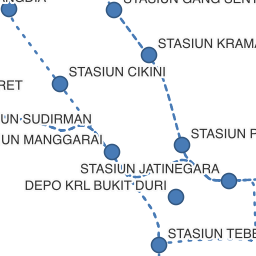 STASIUN GANG
STASIUN KRAMA
STASIUN CIKINI
RET
UN SUDIRMAN
STASIUN P
UN MANGGARAI
STASIUN JATINEGARA
DEPO KRL BUKIT DURI
STASIUN TEBE